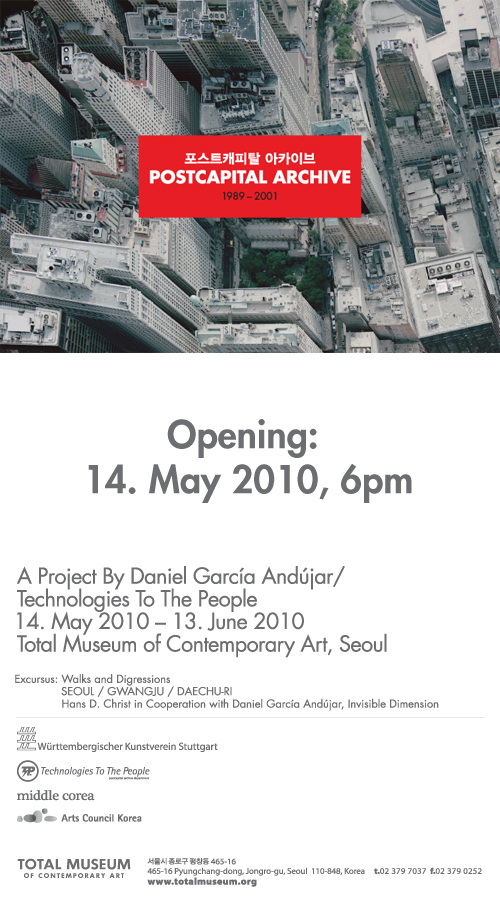 포스트캐피탈 아카이브
POSTCAPITAL ARCHIVE
1989–2001
Opening:
14. May 2010, 6pm
A Project By Daniel García Andújar/
Technologies To The People
14. May 2010 – 13. June 2010
Total Museum of Contemporary Art, Seoul
Excursus: Walks and Digressions
SEOUL / GWANGJU / DAECHU-RI
Hans D. Christ in Cooperation with Daniel García Andújar, Invisible Dimension
Württembergischer Kunstverein Stuttgart
Technologies To The People
middle corea
Arts Council Korea
TOTAL MUSEUM
OF CONTEMPORARY ART
서울시 종로구 평창동 465-16
465-16 Pyungchang-dong, Jongro-gu, Seoul 110-848, Korea t.02 379 7037 f.02 379 0252
www.totalmuseum.org